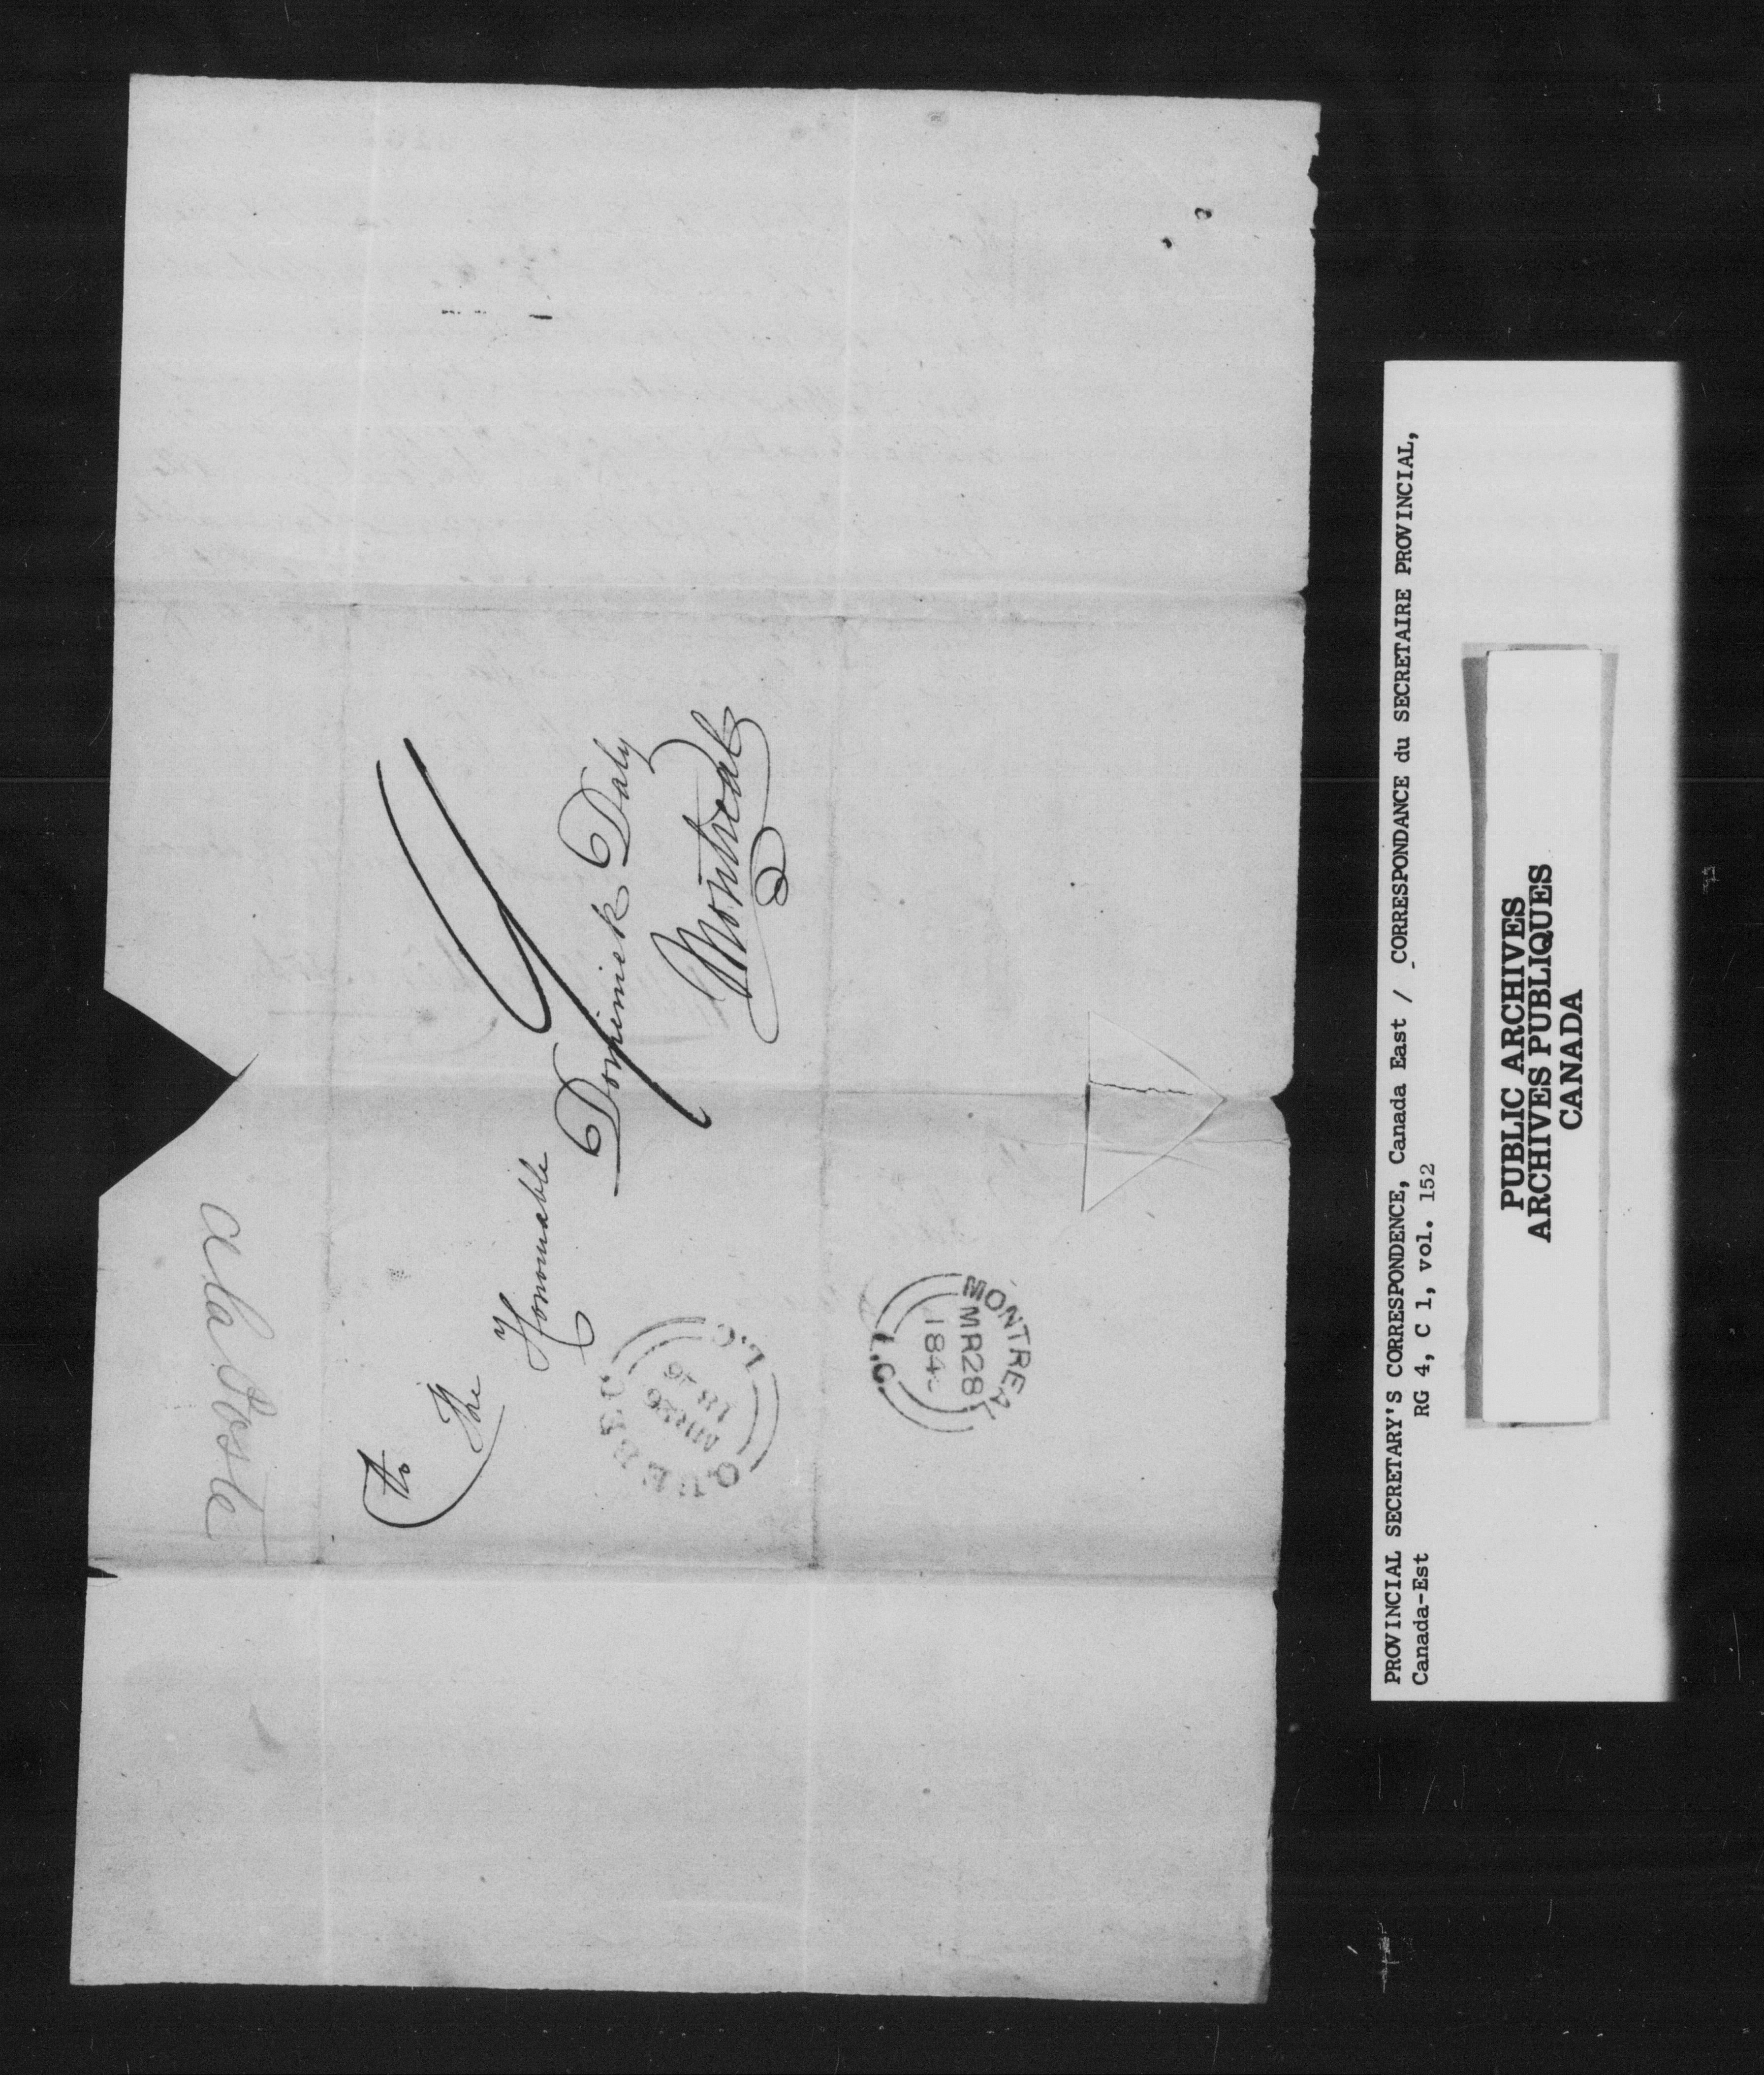 a la Poste
To
The
Honourable
Dominick Daly
Montreal
9
QUEBEC
MR 26
1846
L.C.
MONTREAL
MR 28
184
L.C.
PROVINCIAL SECRETARY'S CORRESPONDENCE, Canada East / CORRESPONDANCE du SECRETAIRE PROVINCIAL,
Canada-Est RG 4, C 1, vol. 152
PUBLIC ARCHIVES
ARCHIVES PUBLIQUES
CANADA